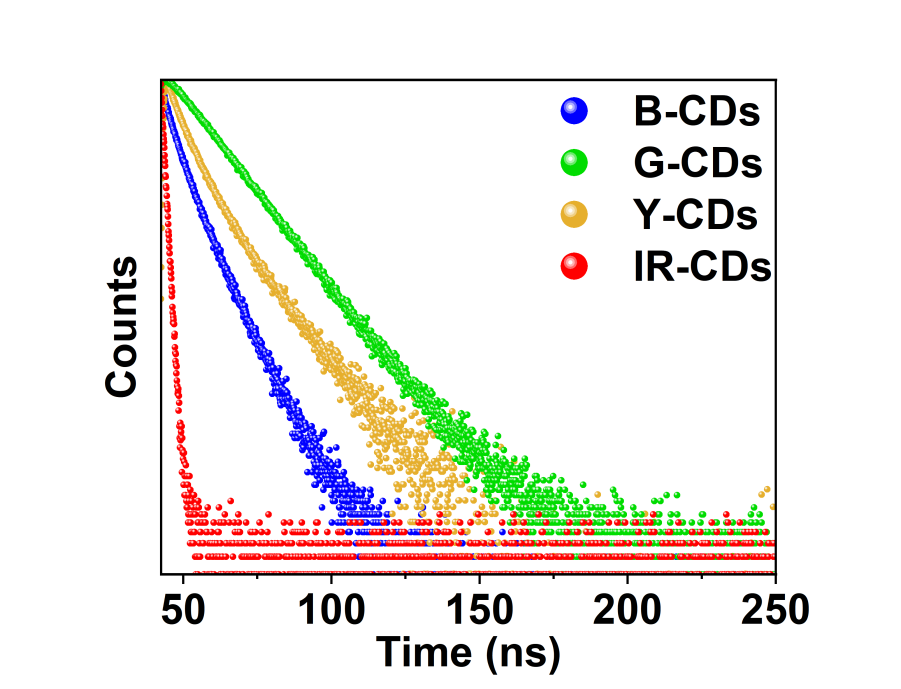 B-CDs
G-CDs
Y-CDs
IR-CDs
Counts
50 100 150 200 250
Time (ns)